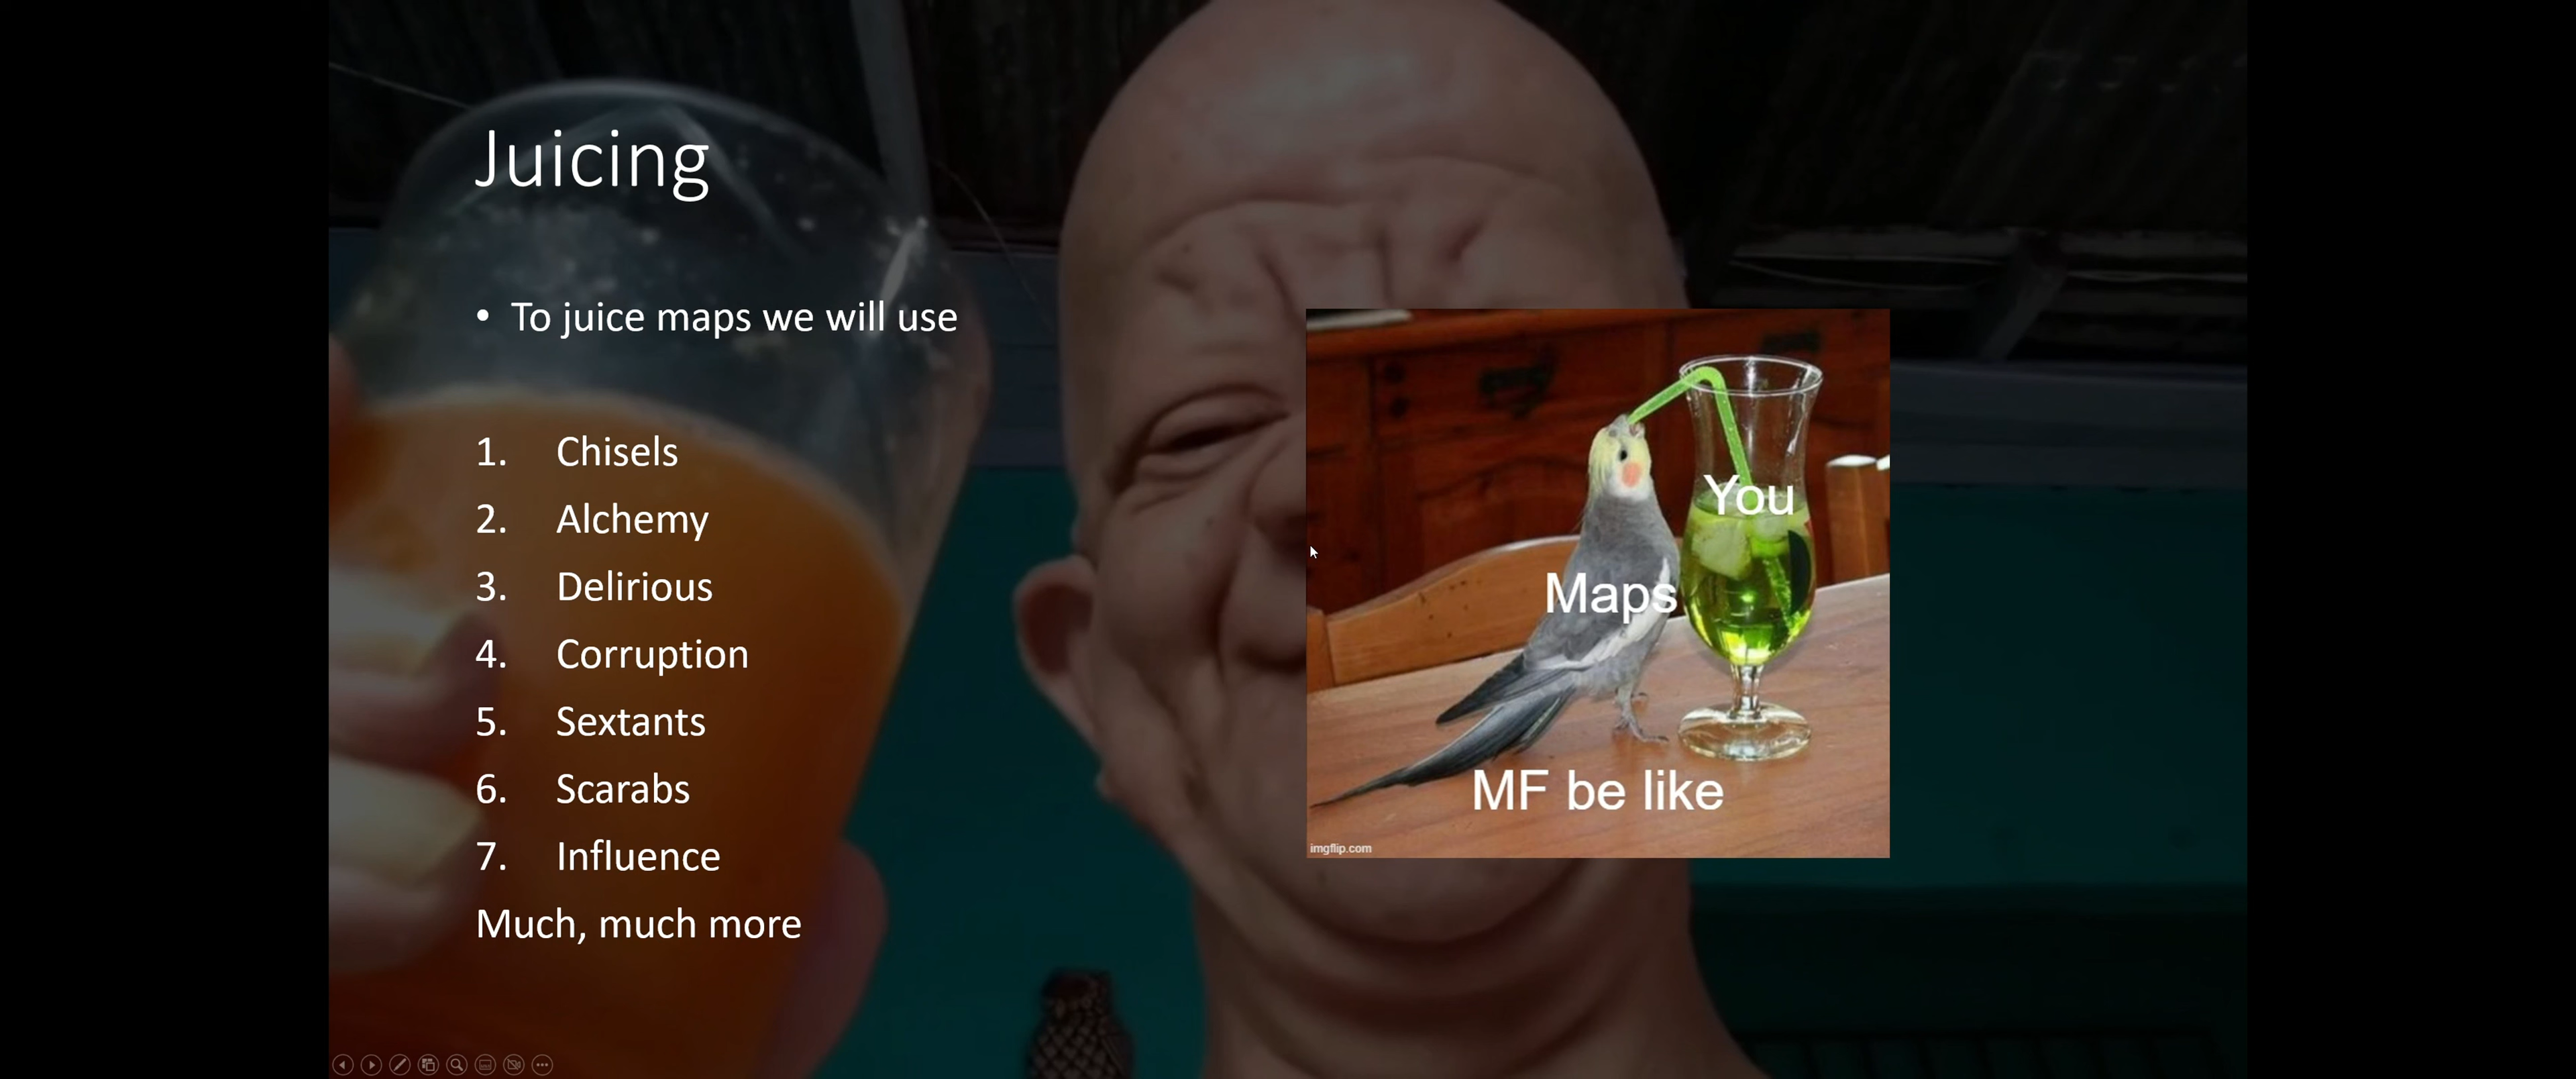 Juicing
• To juice maps we will use
1. Chisels
2. Alchemy
3. Delirious
4. Corruption
5. Sextants
6. Scarabs
7. Influence
Much, much more
You
Maps
MF be like
imgflip.com